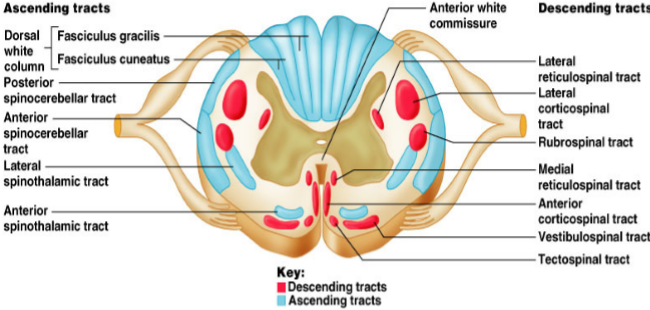 Ascending tracts
Dorsal
white
column
Fasciculus gracilis
Fasciculus cuneatus
Posterior
spinocerebellar tract
Anterior
spinocerebellar
tract
Lateral
spinothalamic tract
Anterior
spinothalamic tract
Anterior white
commissure
Descending tracts
Lateral
reticulospinal tract
Lateral
corticospinal
tract
Rubrospinal tract
Medial
reticulospinal tract
Anterior
corticospinal tract
Vestibulospinal tract
Tectospinal tract
Key:
Descending tracts
Ascending tracts